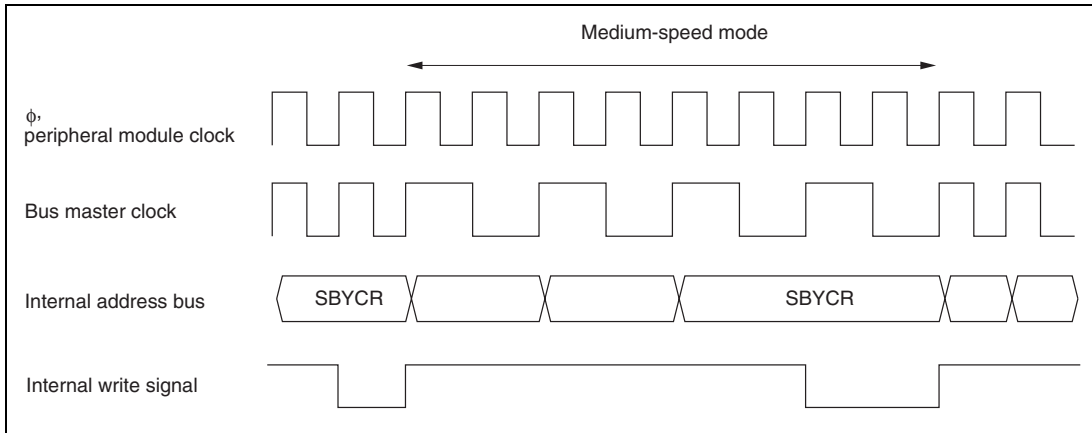 Medium-speed mode
ϕ,
peripheral module clock
Bus master clock
Internal address bus
SBYCR
SBYCR
Internal write signal